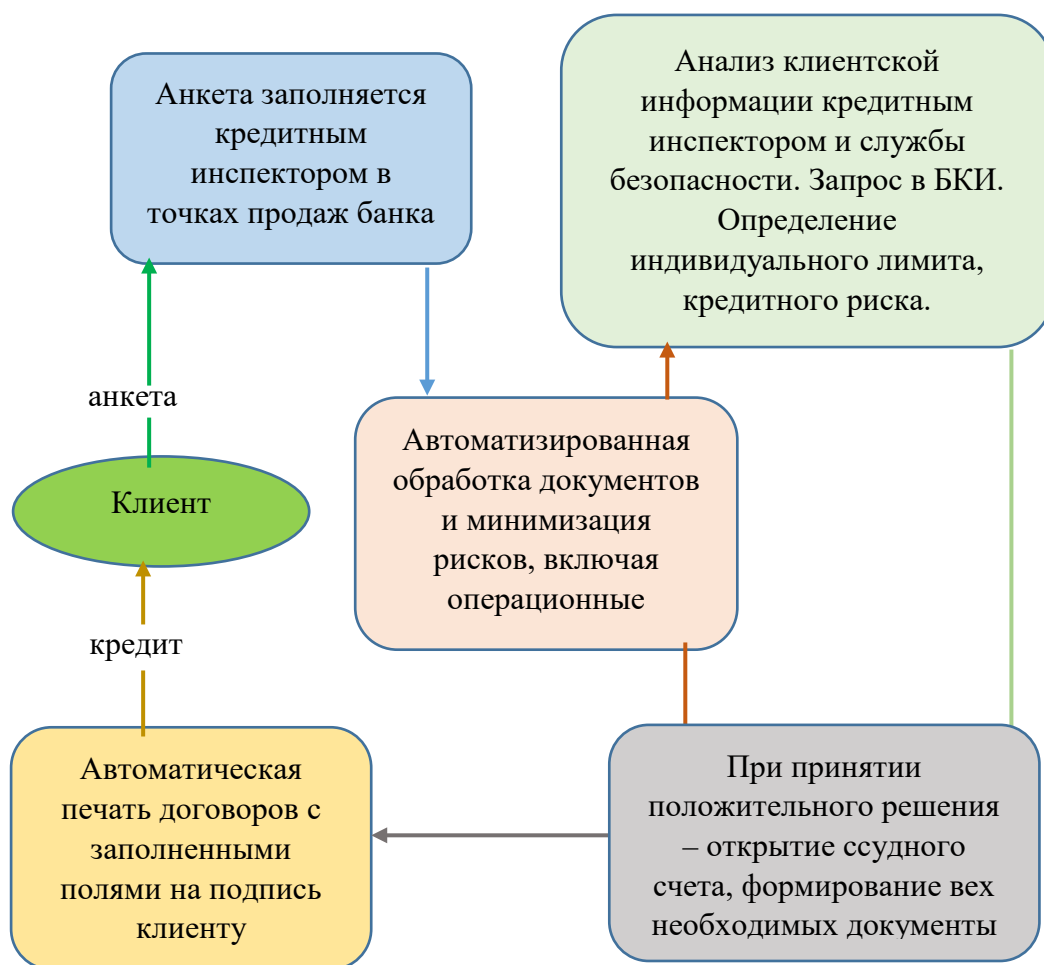 Анкета заполняется
кредитным
инспектором в
точках продаж банка
Анализ клиентской
информации кредитным
инспектором и службы
безопасности. Запрос в БКИ.
Определение
индивидуального лимита,
кредитного риска.
анкета
Клиент
Автоматизированная
обработка документов
и минимизация
рисков, включая
операционные
кредит
Автоматическая
печать договоров с
заполненными
полями на подпись
клиенту
При принятии
положительного решения
– открытие ссудного
счета, формирование вех
необходимых документы